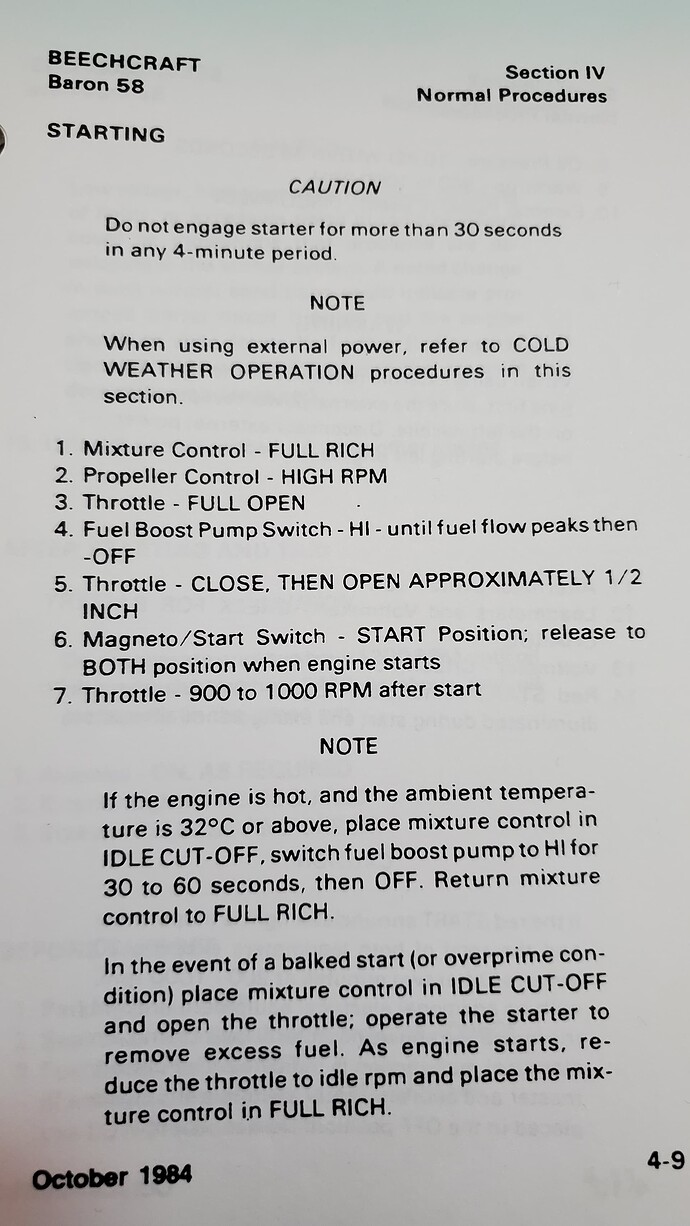 BEECHCRAFT
Baron 58
Section IV
Normal Procedures
STARTING
CAUTION
Do not engage starter for more than 30 seconds
in any 4-minute period.
NOTE
When using external power, refer to COLD
WEATHER OPERATION procedures in this
section.
1. Mixture Control - FULL RICH
2. Propeller Control - HIGH RPM
3. Throttle - FULL OPEN
4. Fuel Boost Pump Switch - HI - until fuel flow peaks then
-OFF
5. Throttle - CLOSE, THEN OPEN APPROXIMATELY 1/2
INCH
6. Magneto/Start Switch - START Position; release to
BOTH position when engine starts
7. Throttle - 900 to 1000 RPM after start
NOTE
If the engine is hot, and the ambient tempera-
ture is 32°C or above, place mixture control in
IDLE CUT-OFF, switch fuel boost pump to HI for
30 to 60 seconds, then OFF. Return mixture
control to FULL RICH.
In the event of a balked start (or overprime con-
dition) place mixture control in IDLE CUT-OFF
and open the throttle; operate the starter to
remove excess fuel. As engine starts, re-
duce the throttle to idle rpm and place the mix-
ture control in FULL RICH.
October 1984
4-9